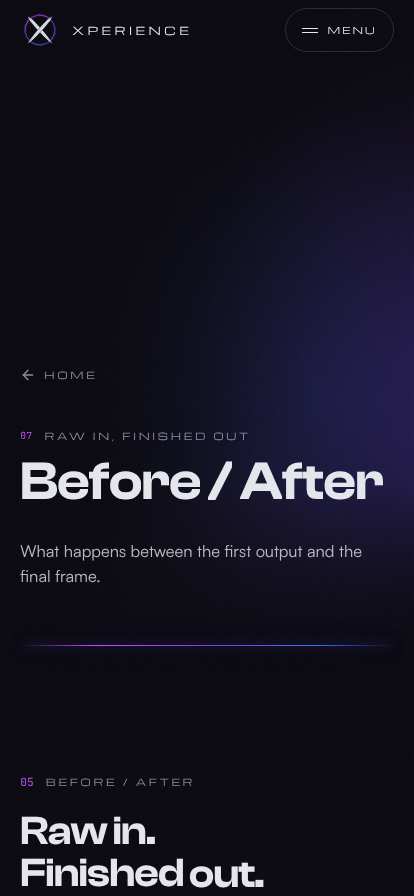 XPERIENCE
MENU
HOME
07 RAW IN, FINISHED OUT
Before / After
What happens between the first output and the
final frame.
05 BEFORE / AFTER
Raw in.
Finished out.